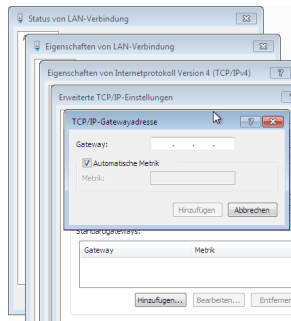 Status von LAN-Verbindung
Eigenschaften von LAN-Verbindung
Eigenschaften von Internetprotokoll Version 4 (TCP/IPv4)
Erweiterte TCP/IP-Einstellungen
TCP/IP-Gatewayadresse
Gateway:
. . .
Automatische Metrik
Metrik:
Hinzufügen Abbrechen
Standardgateways:
Gateway Metrik
Hinzufügen... Bearbeiten... Entferner